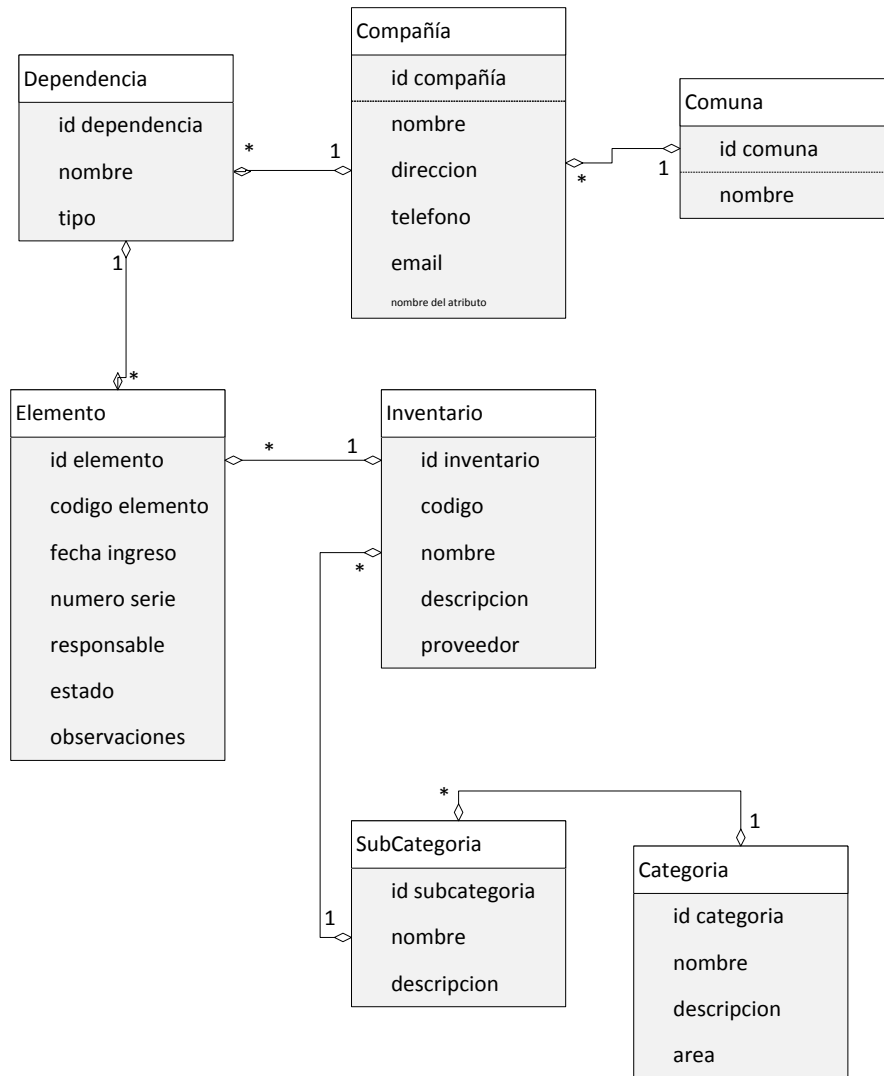 Compañía
id compañía
nombre
direccion
telefono
email
nombre del atributo
Dependencia
id dependencia
nombre
tipo
*
1
Comuna
id comuna
nombre
*
1
1
*
Elemento
id elemento
codigo elemento
fecha ingreso
numero serie
responsable
estado
observaciones
*
1
Inventario
id inventario
codigo
nombre
descripcion
proveedor
*
1
SubCategoria
id subcategoria
nombre
descripcion
*
1
Categoria
id categoria
nombre
descripcion
area